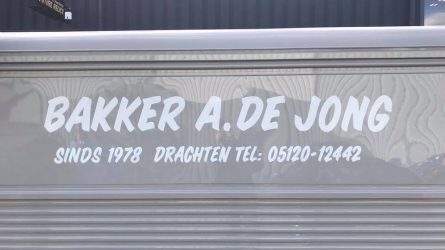 BAKKER A. DE JONG
SINDS 1978 DRACHTEN TEL: 05120-12442